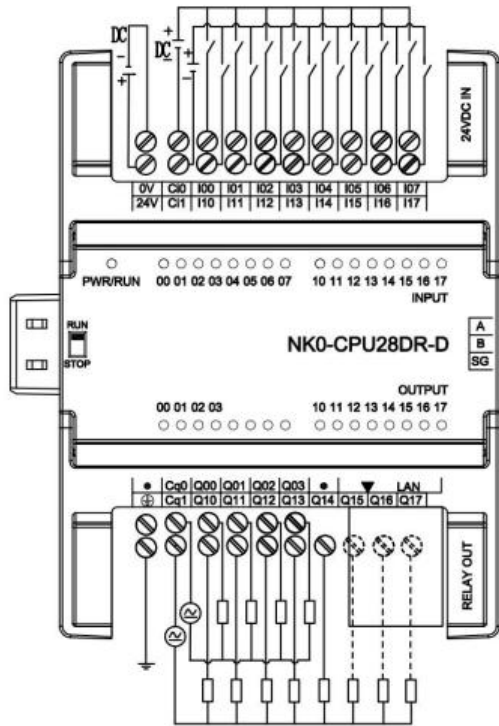 DC
DC
24VDC IN
0V CI0 I00 I01 I02 I03 I04 I05 I06 I07
24V CI1 I10 I11 I12 I13 I14 I15 I16 I17
PWR/RUN
00 01 02 03 04 05 06 07 10 11 12 13 14 15 16 17
INPUT
RUN
STOP
NK0-CPU28DR-D
A
B
SG
OUTPUT
00 01 02 03 10 11 12 13 14 15 16 17
Cq0 Q00 Q01 Q02 Q03 LAN
Cq1 Q10 Q11 Q12 Q13 Q14 Q15 Q16 Q17
RELAY OUT